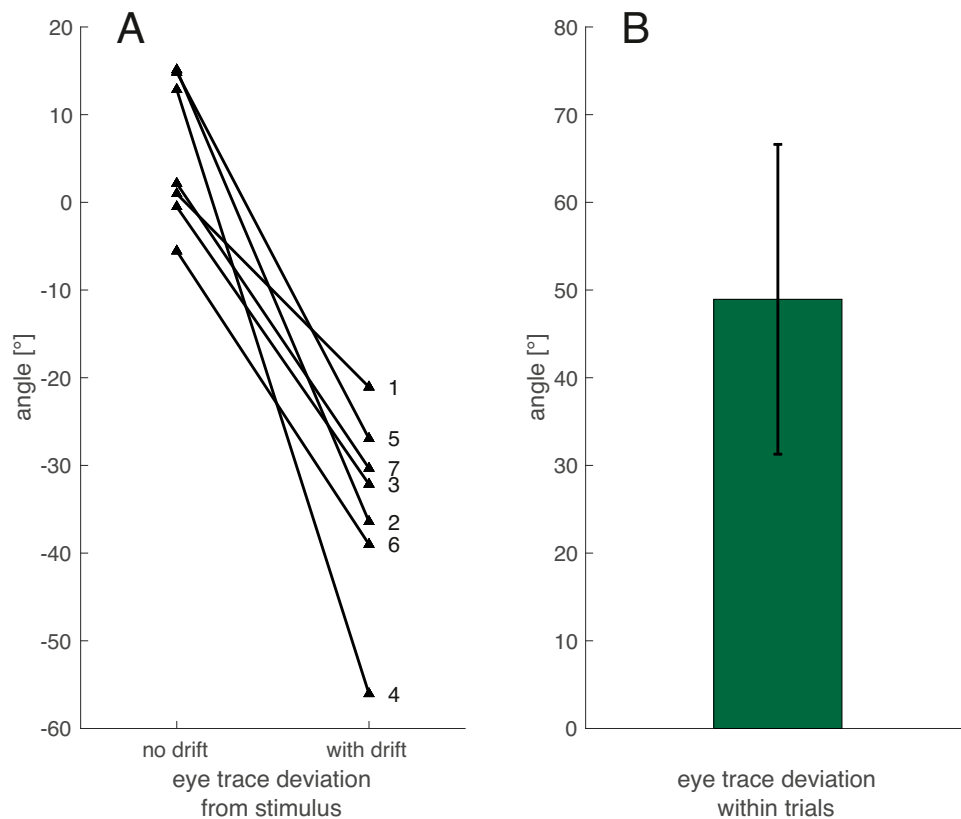 A
20
10
0
-10
-20
-30
-40
-50
-60
angle [°]
1
5
7
3
2
6
4
no drift
with drift
eye trace deviation
from stimulus
B
80
70
60
50
40
30
20
10
0
angle [°]
eye trace deviation
within trials